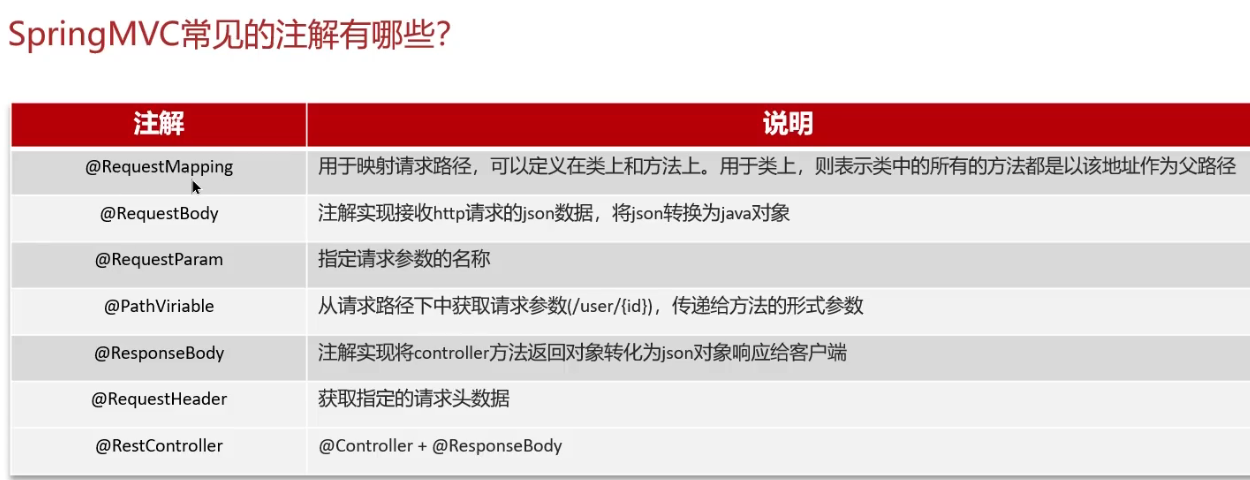 SpringMVC常见的注解有哪些?
注解 说明
@RequestMapping 用于映射请求路径，可以定义在类上和方法上。用于类上，则表示类中的所有的方法都是以该地址作为父路径
@RequestBody 注解实现接收http请求的json数据，将json转换为java对象
@RequestParam 指定请求参数的名称
@PathViriable 从请求路径下中获取请求参数(/user/{id})，传递给方法的形式参数
@ResponseBody 注解实现将controller方法返回对象转化为json对象响应给客户端
@RequestHeader 获取指定的请求头数据
@RestController @Controller + @ResponseBody